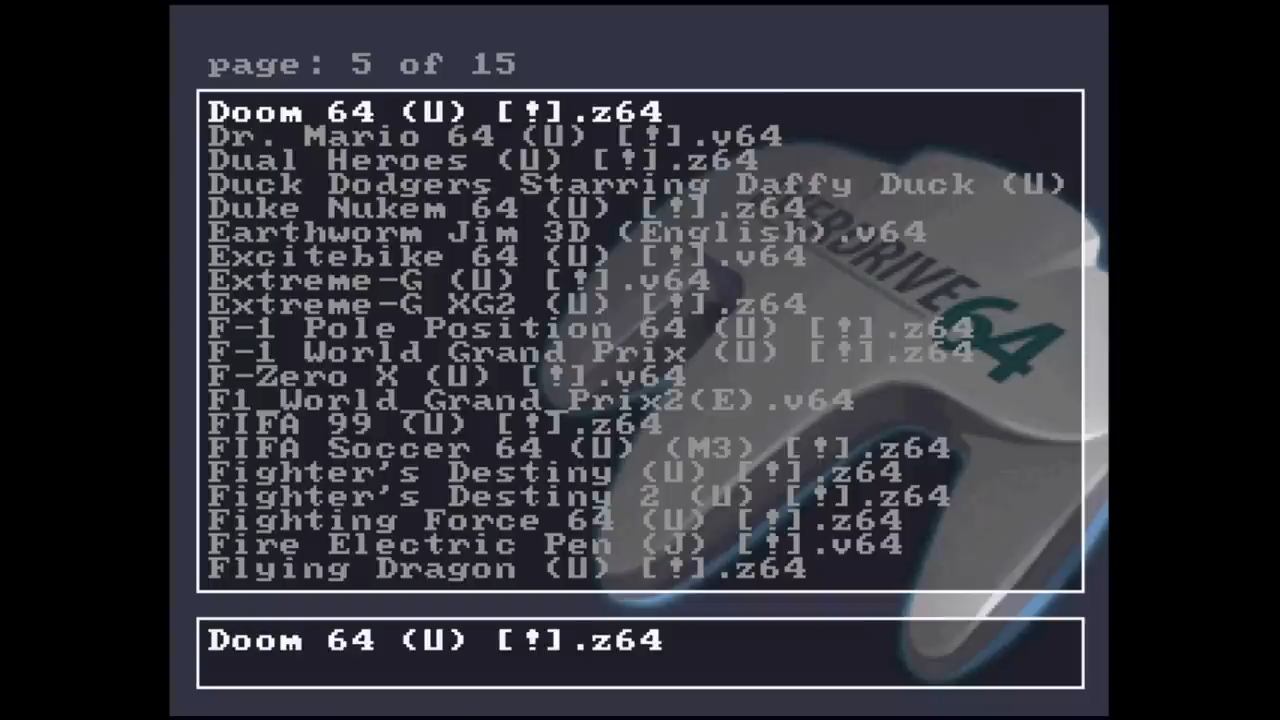 page: 5 of 15
Doom 64 (U) [!].z64
Dr. Mario 64 (U) [!].v64
Dual Heroes (U) [!].z64
Duck Dodgers Starring Daffy Duck (U)
Duke Nukem 64 (U) [!].z64
Earthworm Jim 3D (English).v64
Excitebike 64 (U) [!].v64
Extreme-G (U) [!].v64
Extreme-G XG2 (U) [!].z64
F-1 Pole Position 64 (U) [!].z64
F-1 World Grand Prix (U) [!].z64
F-Zero X (U) [!].v64
F1_World_Grand_Prix2(E).v64
FIFA 99 (U) [!].z64
FIFA Soccer 64 (U) (M3) [!].z64
Fighter's Destiny (U) [!].z64
Fighter's Destiny 2 (U) [!].z64
Fighting Force 64 (U) [!].z64
Fire Electric Pen (J) [!].v64
Flying Dragon (U) [!].z64
Doom 64 (U) [!].z64
64